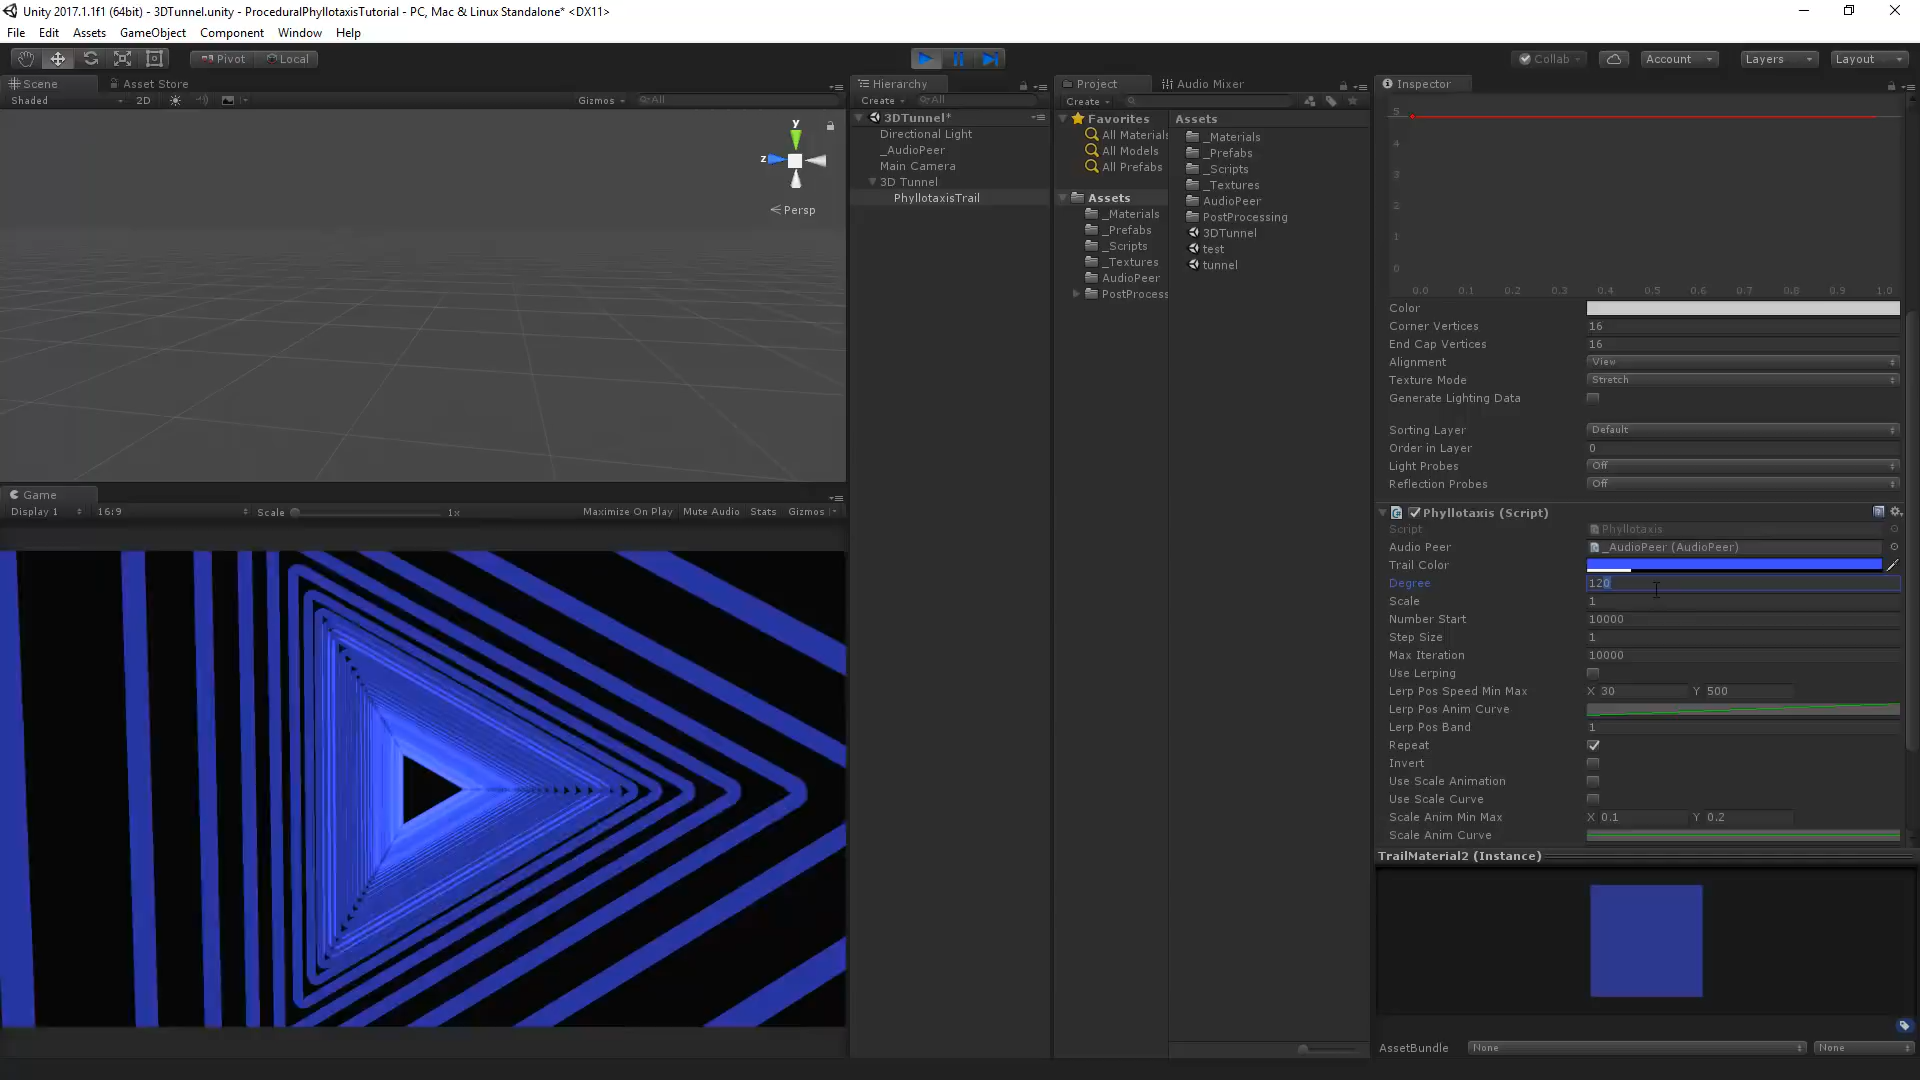 Unity 2017.1.1f1 (64bit) - 3DTunnel.unity - ProceduralPhyllotaxisTutorial - PC, Mac & Linux Standalone* <DX11>
File Edit Assets GameObject Component Window Help
Pivot Local Collab Account Layers Layout
Scene Asset Store
Shaded 2D Gizmos All
y
z
Persp
Game
Display 1 16:9 Scale 1x Maximize On Play Mute Audio Stats Gizmos
Hierarchy
Create All
3DTunnel*
Directional Light
_AudioPeer
Main Camera
3D Tunnel
PhyllotaxisTrail
Project Audio Mixer
Create
Favorites
All Materials
All Models
All Prefabs
Assets
_Materials
_Prefabs
_Scripts
_Textures
AudioPeer
PostProcess
Assets
_Materials
_Prefabs
_Scripts
_Textures
AudioPeer
PostProcessing
3DTunnel
test
tunnel
Inspector
5
4
3
2
1
0
0.0 0.1 0.2 0.3 0.4 0.5 0.6 0.7 0.8 0.9 1.0
Color
Corner Vertices 16
End Cap Vertices 16
Alignment View
Texture Mode Stretch
Generate Lighting Data
Sorting Layer Default
Order in Layer 0
Light Probes Off
Reflection Probes Off
Phyllotaxis (Script)
Script Phyllotaxis
Audio Peer _AudioPeer (AudioPeer)
Trail Color
Degree 120
Scale 1
Number Start 10000
Step Size 1
Max Iteration 10000
Use Lerping
Lerp Pos Speed Min Max X 30 Y 500
Lerp Pos Anim Curve
Lerp Pos Band 1
Repeat
Invert
Use Scale Animation
Use Scale Curve
Scale Anim Min Max X 0.1 Y 0.2
Scale Anim Curve
TrailMaterial2 (Instance)
AssetBundle None None